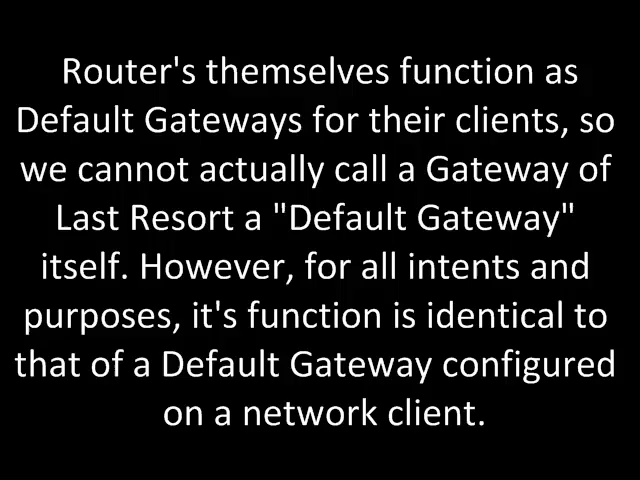 Router's themselves function as
Default Gateways for their clients, so
we cannot actually call a Gateway of
Last Resort a "Default Gateway"
itself. However, for all intents and
purposes, it's function is identical to
that of a Default Gateway configured
on a network client.